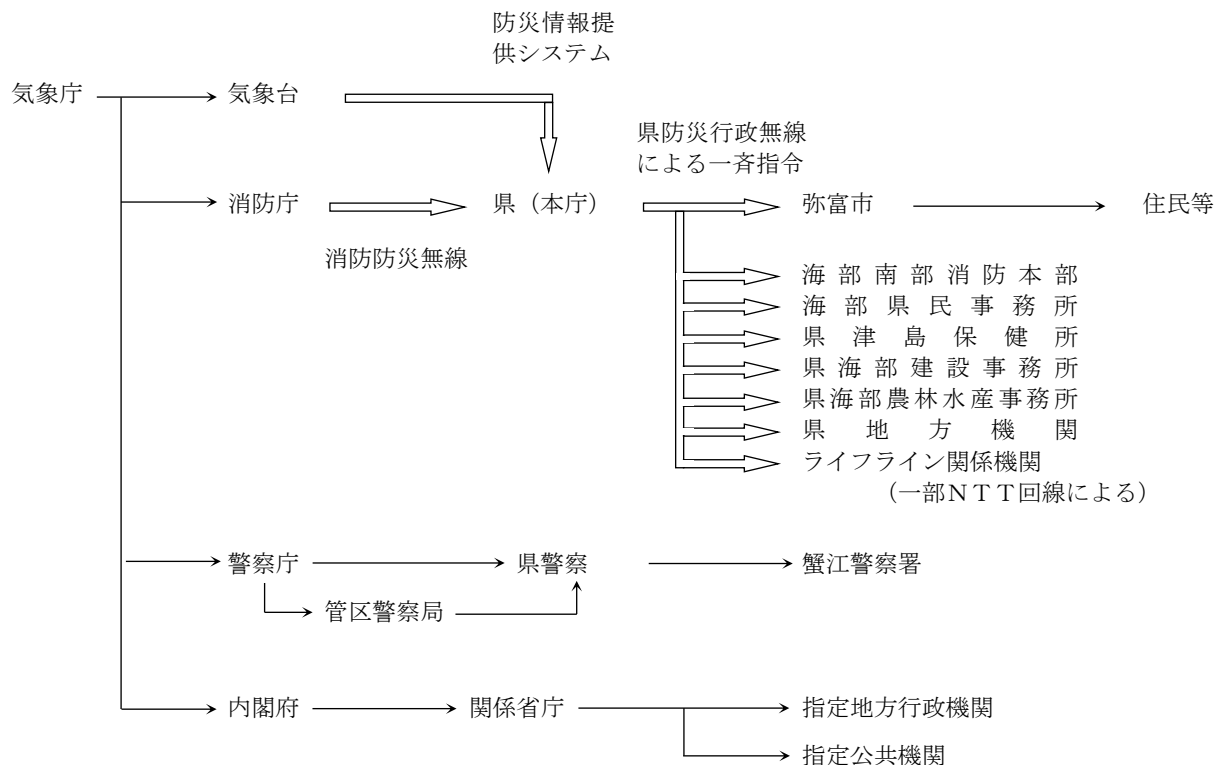 防災情報提
供システム
気象庁
気象台
県防災行政無線
による一斉指令
消防庁
県（本庁）
弥富市
住民等
消防防災無線
海部南部消防本部
海部県民事務所
県津島保健所
県海部建設事務所
県海部農林水産事務所
県地方機関
ライフライン関係機関
（一部ＮＴＴ回線による）
警察庁
県警察
蟹江警察署
管区警察局
内閣府
関係省庁
指定地方行政機関
指定公共機関